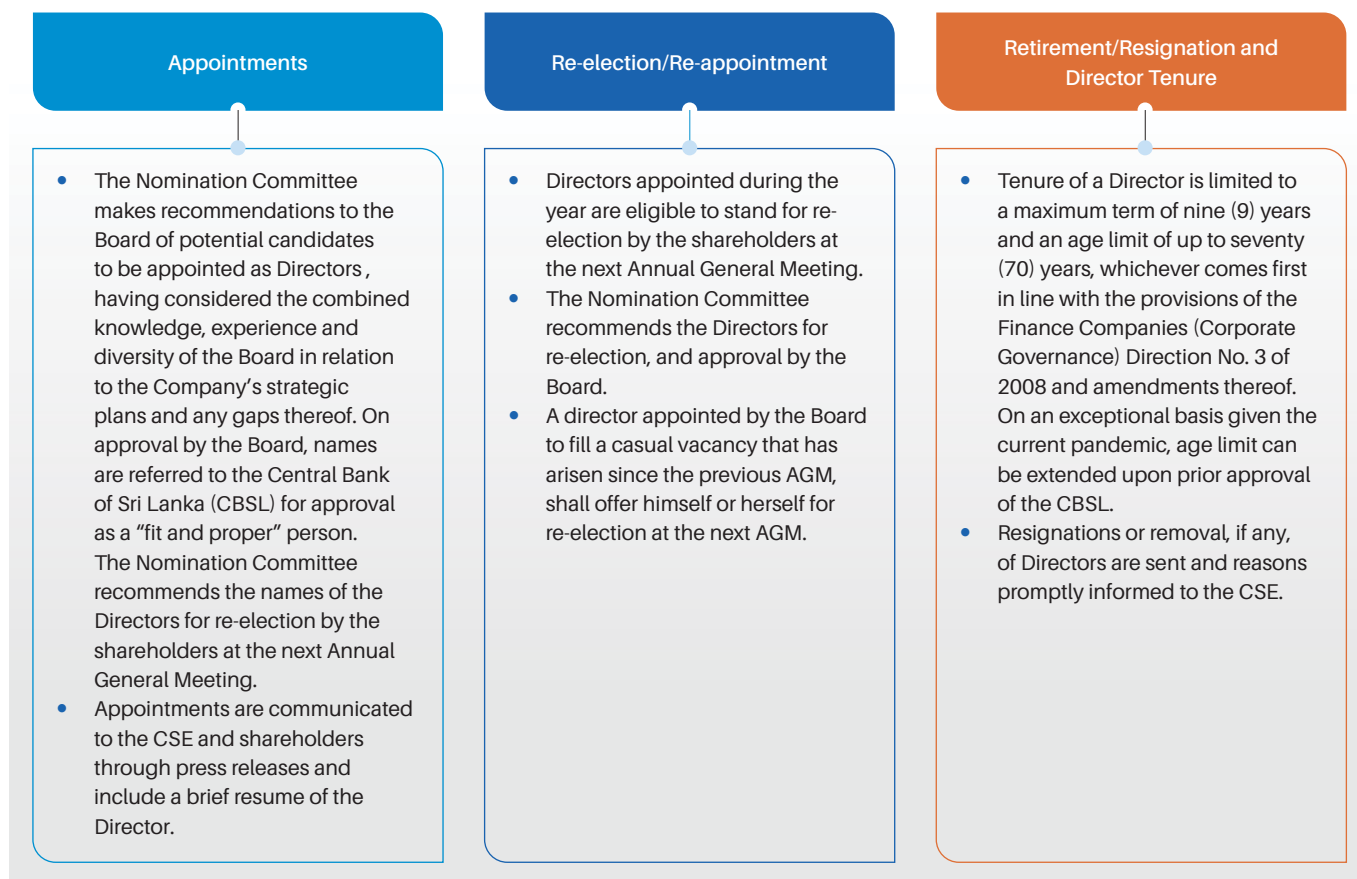 Appointments
• The Nomination Committee
makes recommendations to the
Board of potential candidates
to be appointed as Directors ,
having considered the combined
knowledge, experience and
diversity of the Board in relation
to the Company's strategic
plans and any gaps thereof. On
approval by the Board, names
are referred to the Central Bank
of Sri Lanka (CBSL) for approval
as a "fit and proper" person.
The Nomination Committee
recommends the names of the
Directors for re-election by the
shareholders at the next Annual
General Meeting.
• Appointments are communicated
to the CSE and shareholders
through press releases and
include a brief resume of the
Director.
Re-election/Re-appointment
• Directors appointed during the
year are eligible to stand for re-
election by the shareholders at
the next Annual General Meeting.
• The Nomination Committee
recommends the Directors for
re-election, and approval by the
Board.
• A director appointed by the Board
to fill a casual vacancy that has
arisen since the previous AGM,
shall offer himself or herself for
re-election at the next AGM.
Retirement/Resignation and
Director Tenure
• Tenure of a Director is limited to
a maximum term of nine (9) years
and an age limit of up to seventy
(70) years, whichever comes first
in line with the provisions of the
Finance Companies (Corporate
Governance) Direction No. 3 of
2008 and amendments thereof.
On an exceptional basis given the
current pandemic, age limit can
be extended upon prior approval
of the CBSL.
• Resignations or removal, if any,
of Directors are sent and reasons
promptly informed to the CSE.